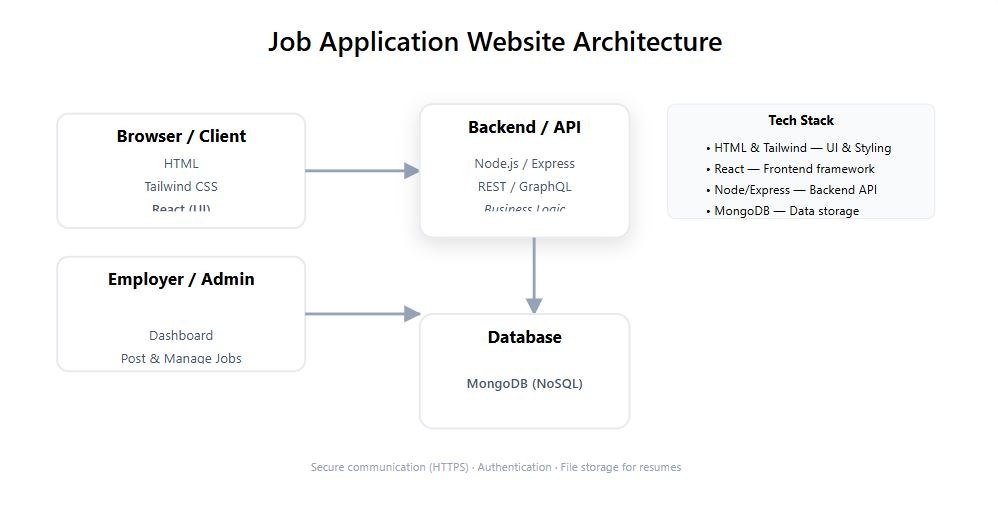 Job Application Website Architecture
Browser / Client
HTML
Tailwind CSS
React (UI)
Backend / API
Node.js / Express
REST / GraphQL
Business Logic
Tech Stack
• HTML & Tailwind — UI & Styling
• React — Frontend framework
• Node/Express — Backend API
• MongoDB — Data storage
Employer / Admin
Dashboard
Post & Manage Jobs
Database
MongoDB (NoSQL)
Secure communication (HTTPS) · Authentication · File storage for resumes